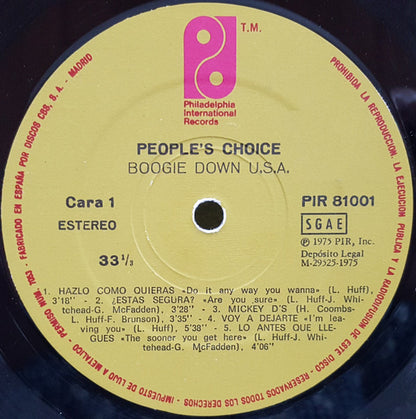 T.M.
Philadelphia
International
Records
PEOPLE'S CHOICE
BOOGIE DOWN U.S.A.
Cara 1
PIR 81001
ESTEREO
SGAE
33 1/3
℗ 1975 PIR, Inc.
Depósito Legal
M-29525-1975
1. HAZLO COMO QUIERAS «Do it any way you wanna» (L. Huff),
3'18" - 2. ¿ESTAS SEGURA? «Are you sure» (L. Huff-J. Whi-
tehead-G. McFadden), 3'28" - 3. MICKEY D'S (H. Coombs-
L. Huff-F. Brunson), 3'35" - 4. VOY A DEJARTE «I'm lea-
ving you» (L. Huff), 5'38" - 5. LO ANTES QUE LLE-
GUES «The sooner you get here» (L. Huff-J. Whi-
tehead-G. McFadden), 4'06"
PERMISO NUM. 7052 - FABRICADO EN ESPAÑA POR DISCOS CBS, S. A. - MADRID
PROHIBIDA LA REPRODUCCION, LA EJECUCION PUBLICA Y LA RADIODIFUSION DE ESTE DISCO - RESERVADOS TODOS LOS DERECHOS - IMPUESTO DE LUJO A METALICO